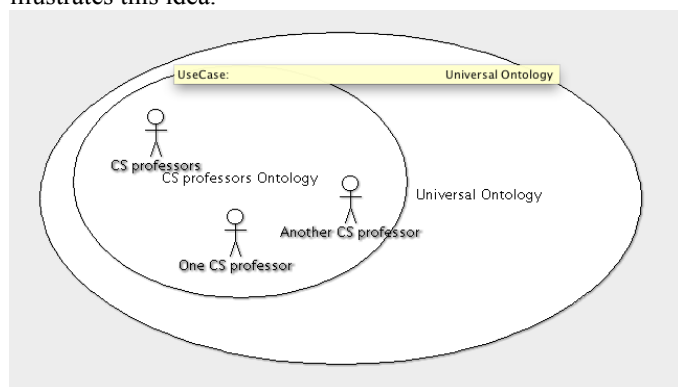 illustrates this idea.
UseCase: Universal Ontology
CS professors
CS professors Ontology
Universal Ontology
Another CS professor
One CS professor